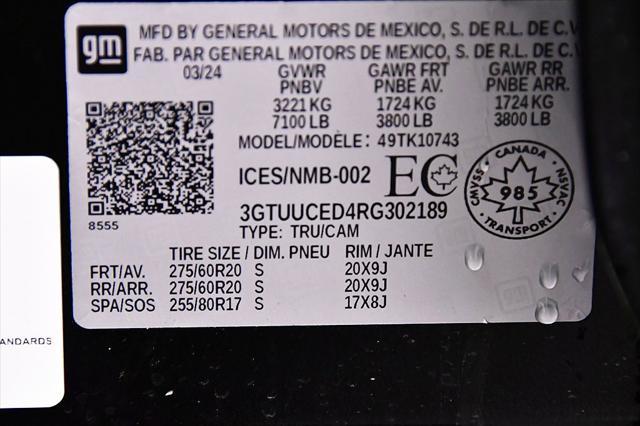 gm
MFD BY GENERAL MOTORS DE MEXICO, S. DE R.L. DE C.V
FAB. PAR GENERAL MOTORS DE MEXICO, S. DE R.L. DE C.V
03/24 GVWR GAWR FRT GAWR RR
PNBV PNBE AV. PNBE ARR.
3221 KG 1724 KG 1724 KG
7100 LB 3800 LB 3800 LB
MODEL/MODÈLE: 49TK10743
ICES/NMB-002 EC
CANADA
CMVSS 985 NSVAC
TRANSPORT
3GTUUCED4RG302189
8555
TYPE: TRU/CAM
TIRE SIZE / DIM. PNEU RIM / JANTE
FRT/AV. 275/60R20 S 20X9J
RR/ARR. 275/60R20 S 20X9J
SPA/SOS 255/80R17 S 17X8J
gm
ANDARDS